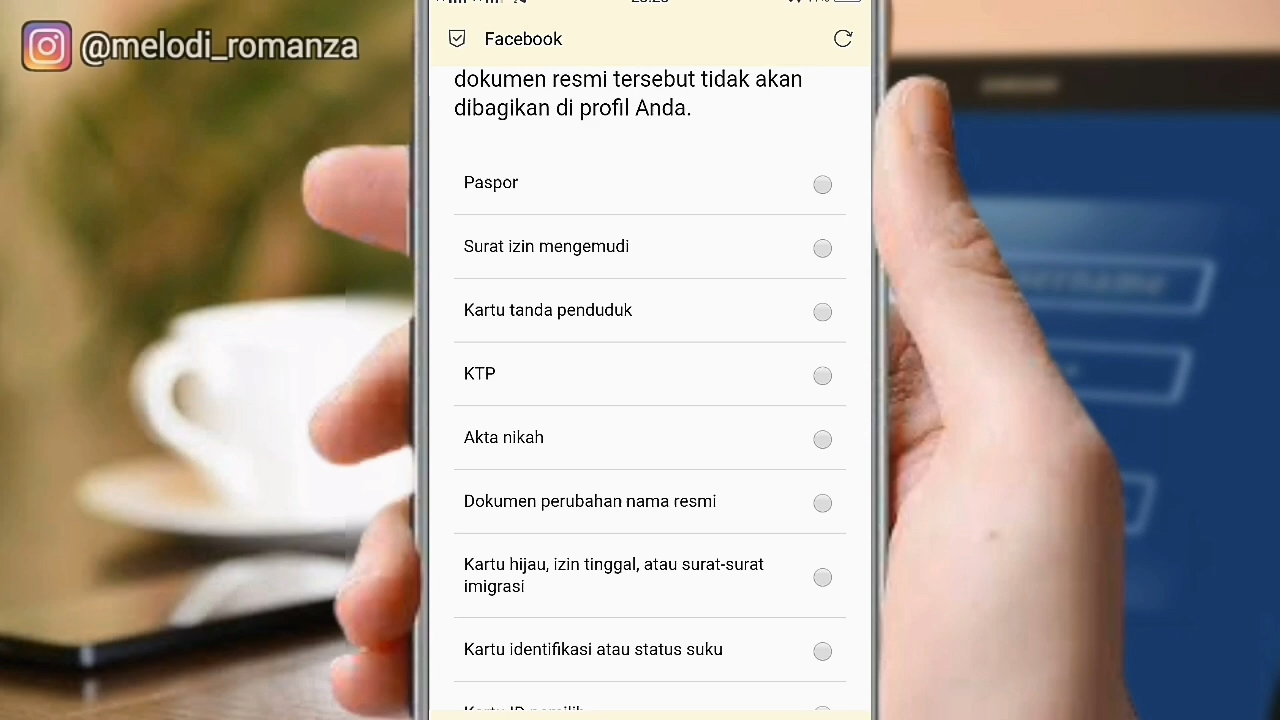 @melodi_romanza
Facebook
dokumen resmi tersebut tidak akan
dibagikan di profil Anda.
Paspor
Surat izin mengemudi
Kartu tanda penduduk
KTP
Akta nikah
Dokumen perubahan nama resmi
Kartu hijau, izin tinggal, atau surat-surat
imigrasi
Kartu identifikasi atau status suku